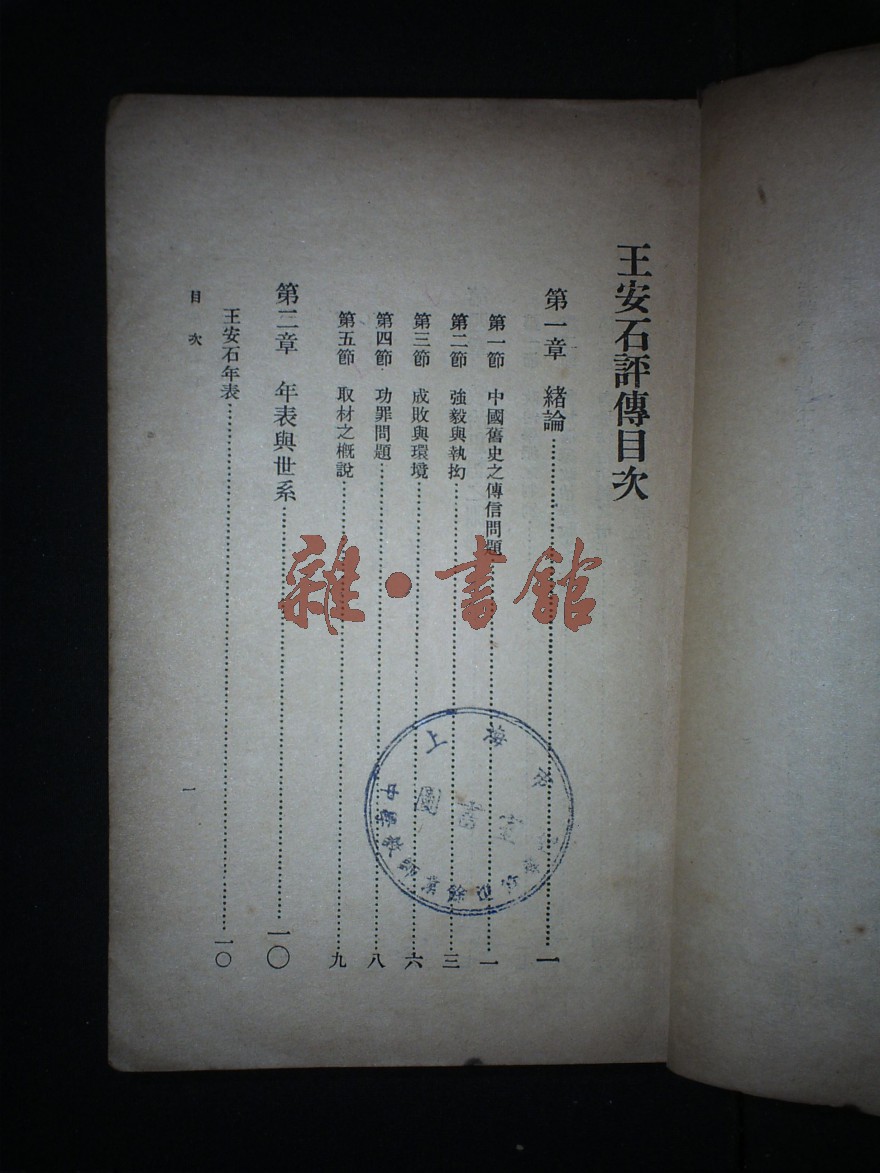 王安石評傳目次
第一章 緒論…………一
第一節 中國舊史之傳信問題…………一
第二節 強毅與執拗…………三
第三節 成敗與環境…………六
第四節 功罪問題…………八
第五節 取材之概說…………九
第二章 年表與世系…………一〇
王安石年表…………一〇
目次
一
雜·書館
上海
圖書室